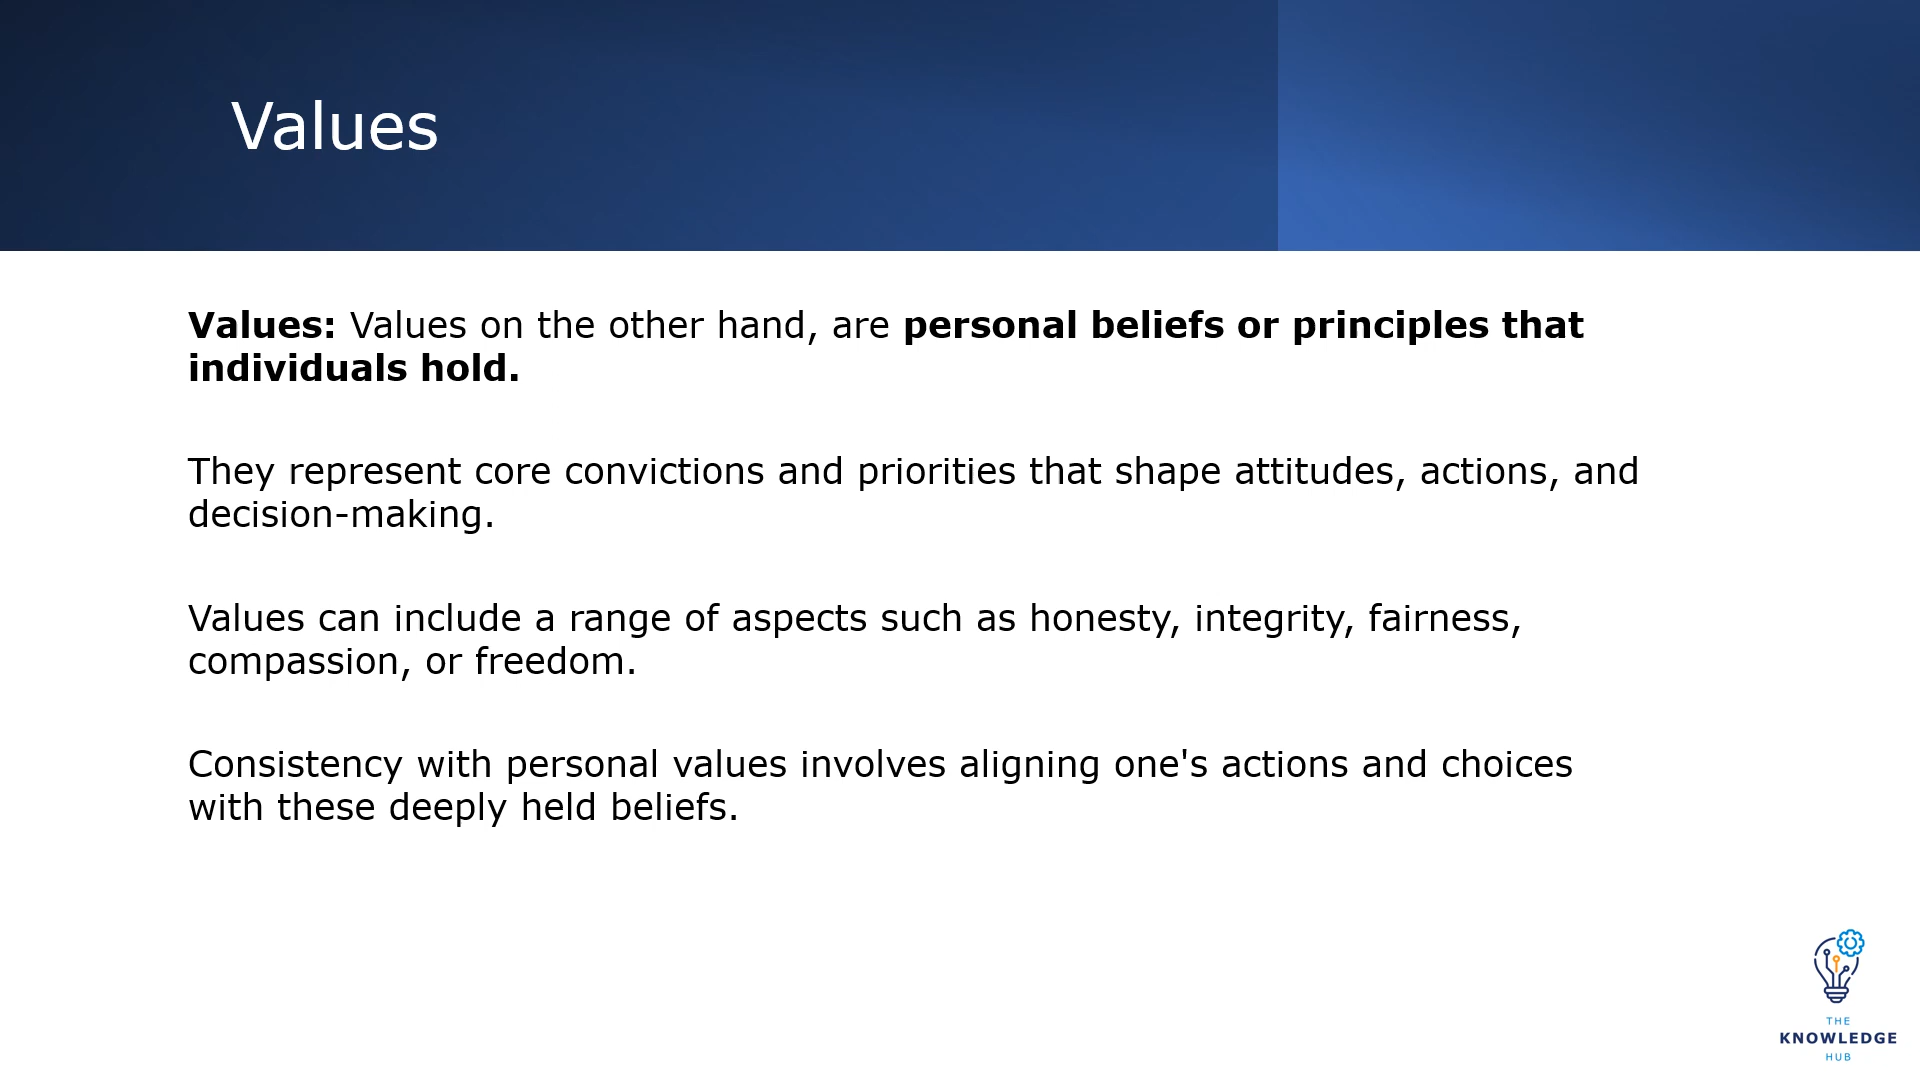 Values
Values: Values on the other hand, are personal beliefs or principles that
individuals hold.
They represent core convictions and priorities that shape attitudes, actions, and
decision-making.
Values can include a range of aspects such as honesty, integrity, fairness,
compassion, or freedom.
Consistency with personal values involves aligning one's actions and choices
with these deeply held beliefs.
THE
KNOWLEDGE
HUB